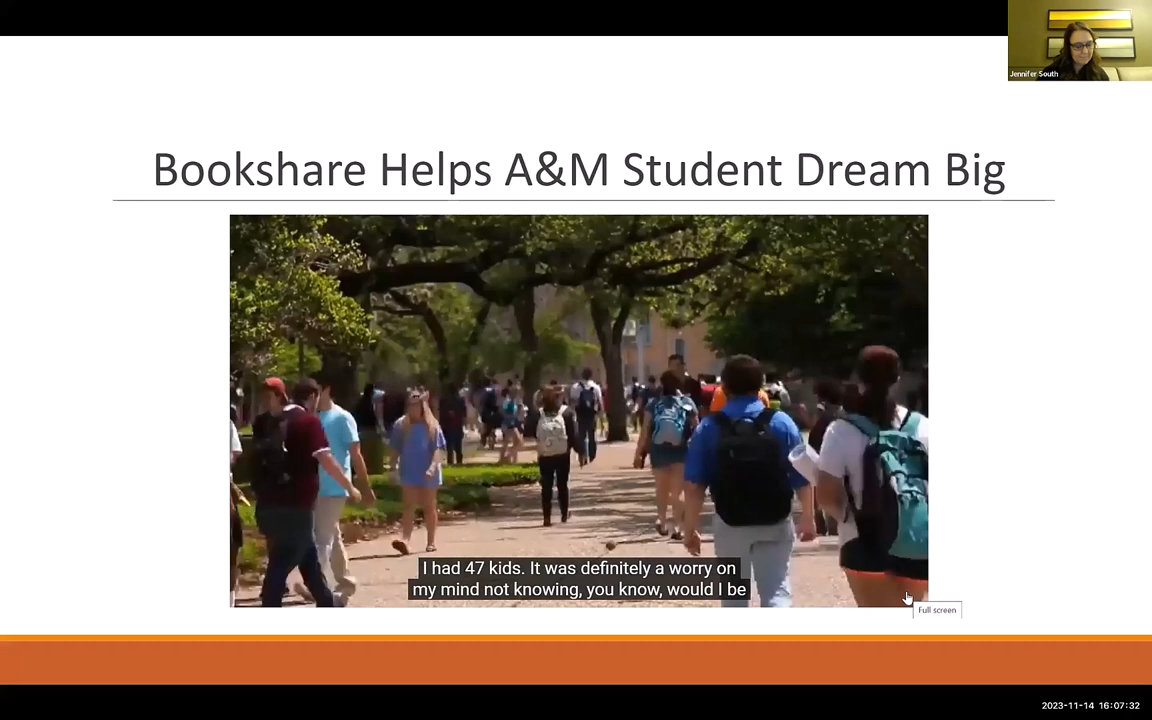 Jennifer South
Bookshare Helps A&M Student Dream Big
I had 47 kids. It was definitely a worry on
my mind not knowing, you know, would I be
Full screen
2023-11-14 16:07:32